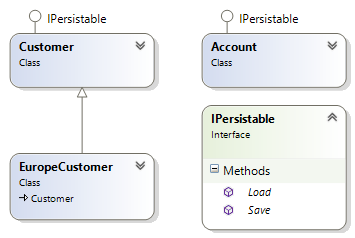 IPersistable
Customer
Class
EuropeCustomer
Class
Customer
IPersistable
Account
Class
IPersistable
Interface
Methods
Load
Save